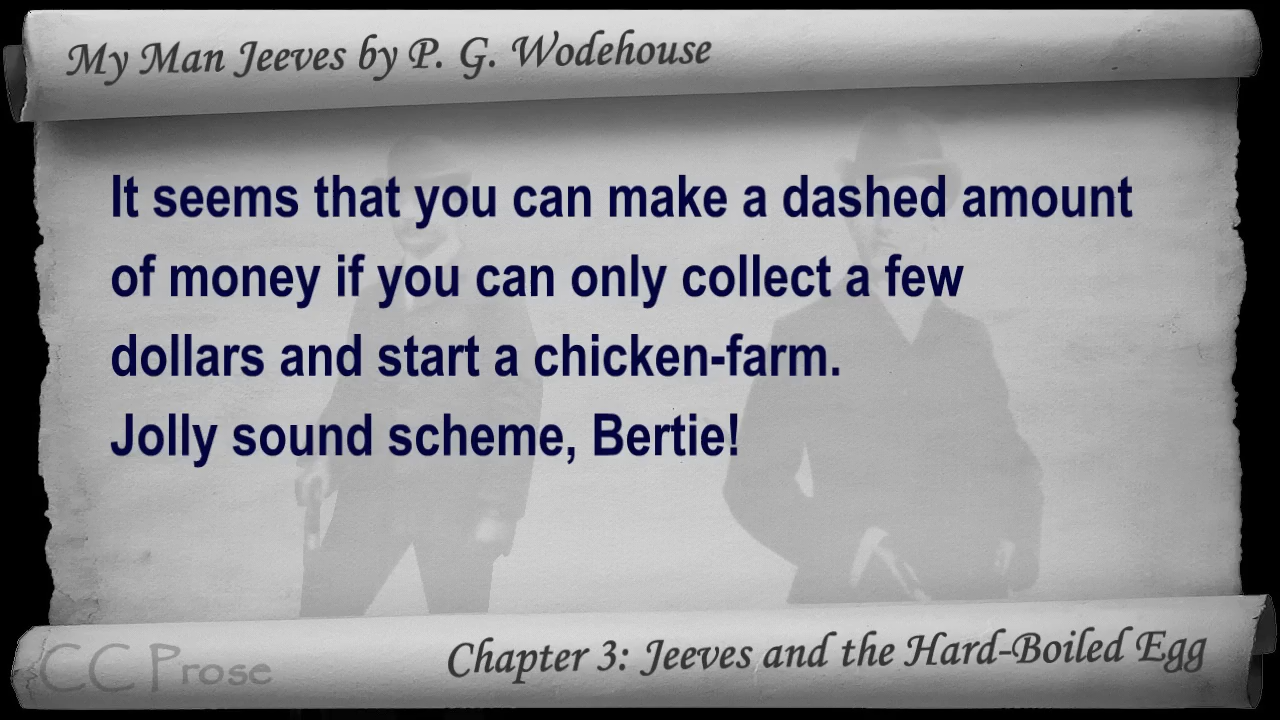 My Man Jeeves by P. G. Wodehouse
It seems that you can make a dashed amount
of money if you can only collect a few
dollars and start a chicken-farm.
Jolly sound scheme, Bertie!
CC Prose
Chapter 3: Jeeves and the Hard-Boiled Egg